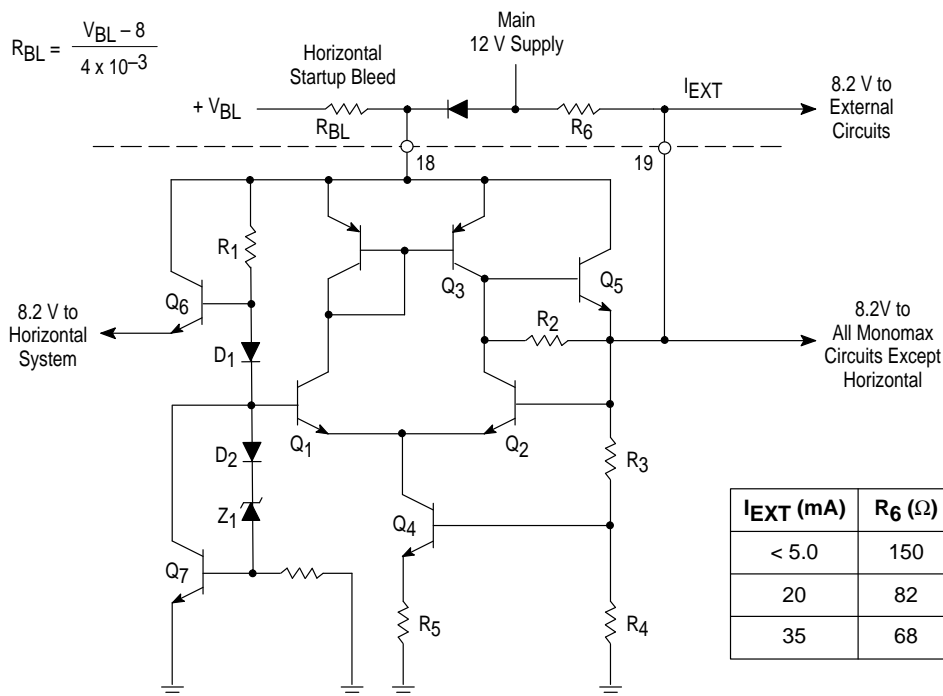 R_BL = (V_BL – 8) / (4 x 10^–3)
Main
12 V Supply
Horizontal
Startup Bleed
+ V_BL
R_BL
R_6
I_EXT
8.2 V to
External
Circuits
18
19
R_1
Q_6
Q_3
Q_5
8.2 V to
Horizontal
System
D_1
R_2
8.2V to
All Monomax
Circuits Except
Horizontal
Q_1
Q_2
D_2
R_3
Z_1
Q_4
Q_7
R_5
R_4
I_EXT (mA) R_6 (Ω)
< 5.0 150
20 82
35 68